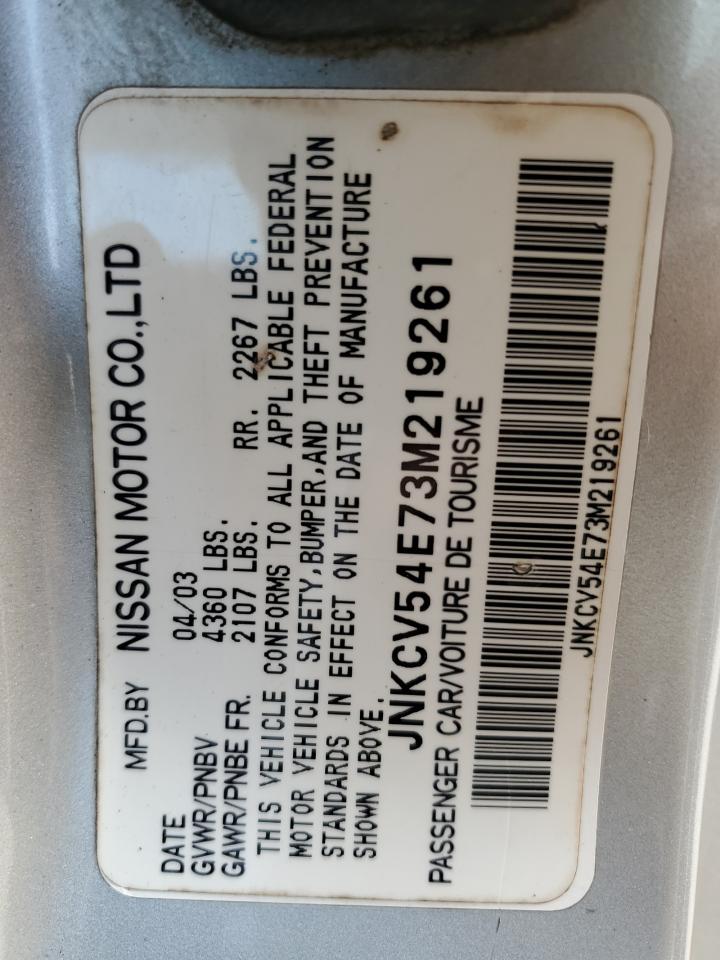 MFD.BY NISSAN MOTOR CO.,LTD
DATE 04/03
GVWR/PNBV 4360 LBS.
GAWR/PNBE FR. 2107 LBS. RR. 2267 LBS.
THIS VEHICLE CONFORMS TO ALL APPLICABLE FEDERAL
MOTOR VEHICLE SAFETY,BUMPER,AND THEFT PREVENTION
STANDARDS IN EFFECT ON THE DATE OF MANUFACTURE
SHOWN ABOVE.
JNKCV54E73M219261
PASSENGER CAR/VOITURE DE TOURISME
JNKCV54E73M219261